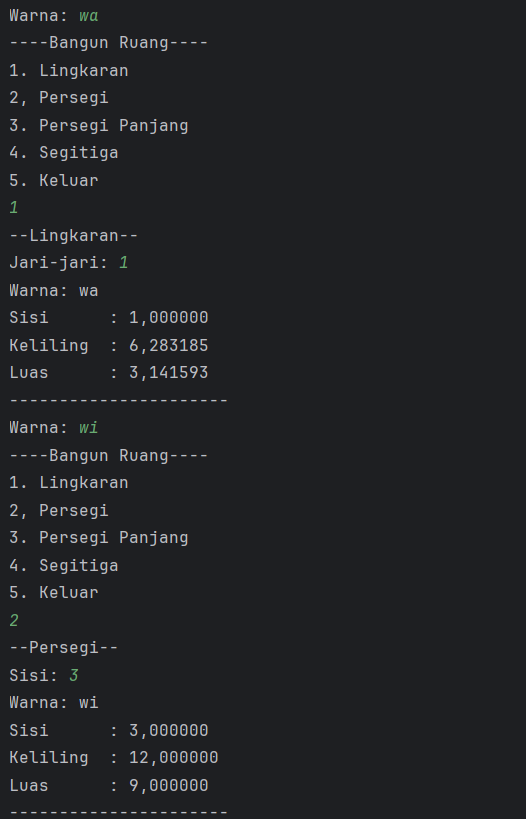 Warna: wa
----Bangun Ruang----
1. Lingkaran
2, Persegi
3. Persegi Panjang
4. Segitiga
5. Keluar
1
--Lingkaran--
Jari-jari: 1
Warna: wa
Sisi      : 1,000000
Keliling  : 6,283185
Luas      : 3,141593
----------------------
Warna: wi
----Bangun Ruang----
1. Lingkaran
2, Persegi
3. Persegi Panjang
4. Segitiga
5. Keluar
2
--Persegi--
Sisi: 3
Warna: wi
Sisi      : 3,000000
Keliling  : 12,000000
Luas      : 9,000000
----------------------